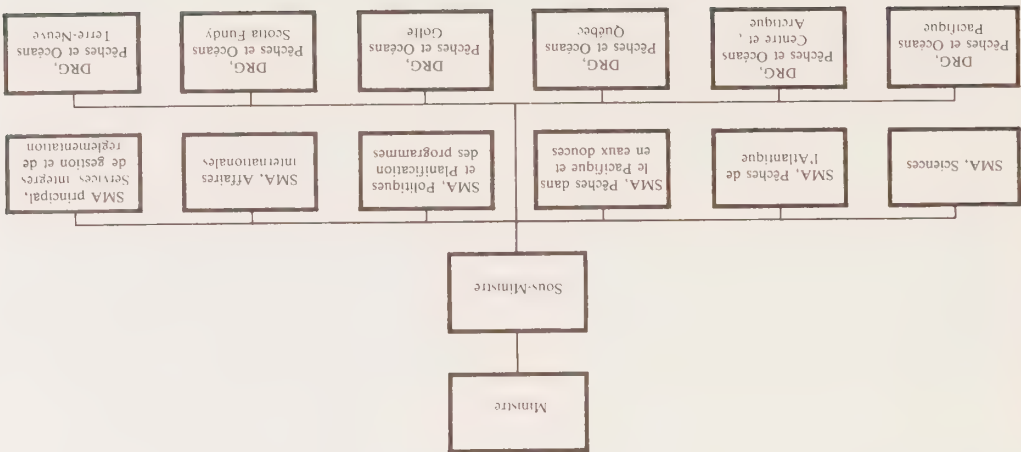 Ministre
Sous-Ministre
SMA, Sciences
SMA, Pêches de
l'Atlantique
SMA, Pêches dans
le Pacifique et
en eaux douces
SMA, Politiques
et Planification
des programmes
SMA, Affaires
internationales
SMA principal,
Services intégrés
de gestion et de
réglementation
DRG,
Pêches et Océans
Pacifique
DRG,
Pêches et Océans
Centre et ,
Arctique
DRG,
Pêches et Océans
Québec
DRG,
Pêches et Océans
Golfe
DRG,
Pêches et Océans
Scotia Fundy
DRG,
Pêches et Océans
Terre-Neuve